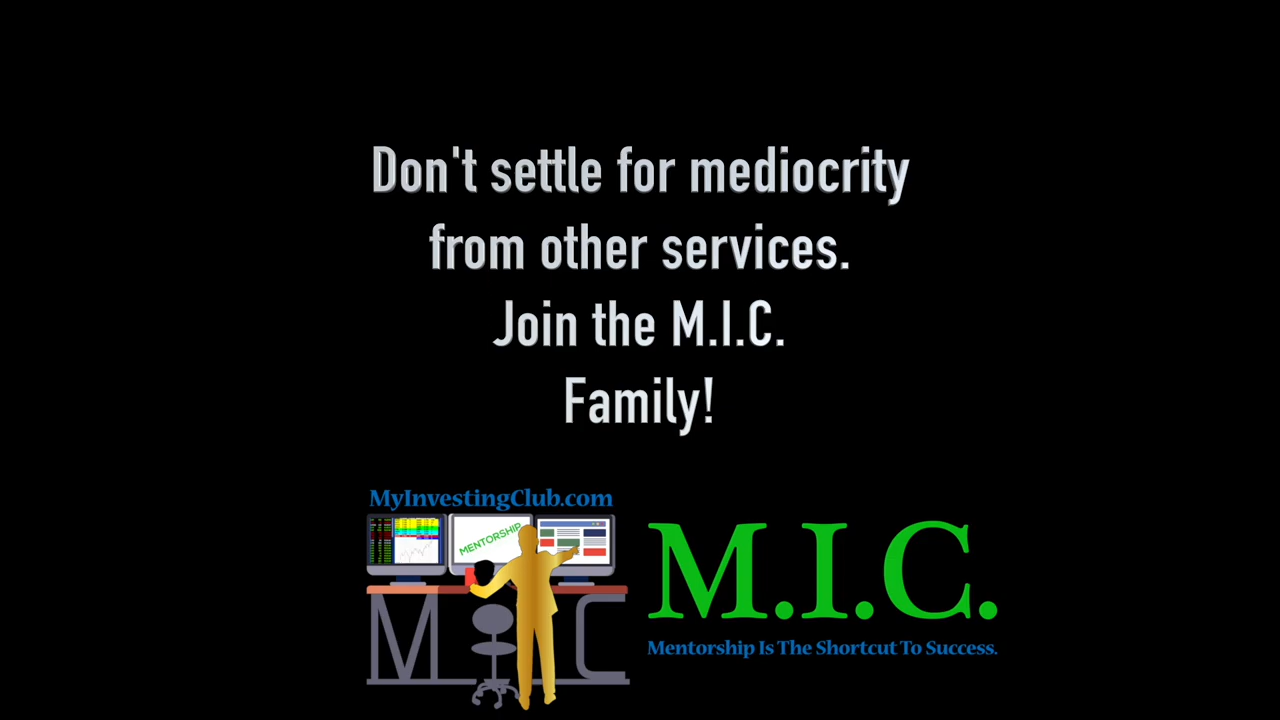 Don't settle for mediocrity
from other services.
Join the M.I.C.
Family!
MyInvestingClub.com
MENTORSHIP
M.I.C.
Mentorship Is The Shortcut To Success.
MIC